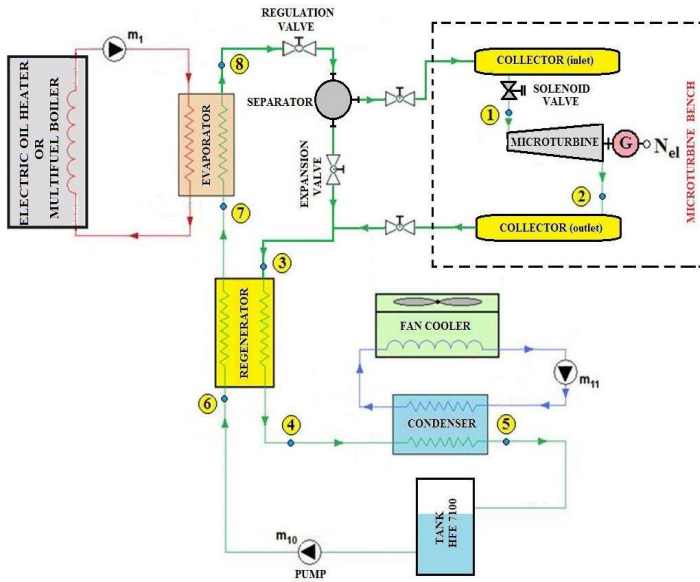 REGULATION
VALVE
m1
8
ELECTRIC OIL HEATER
OR
MULTIFUEL BOILER
EVAPORATOR
SEPARATOR
EXPANSION
VALVE
7
COLLECTOR (inlet)
SOLENOID
VALVE
1
MICROTURBINE
G
Nel
2
COLLECTOR (outlet)
MICROTURBINE BENCH
3
REGENERATOR
FAN COOLER
m11
6
4
CONDENSER
5
TANK
HFE 7100
m10
PUMP